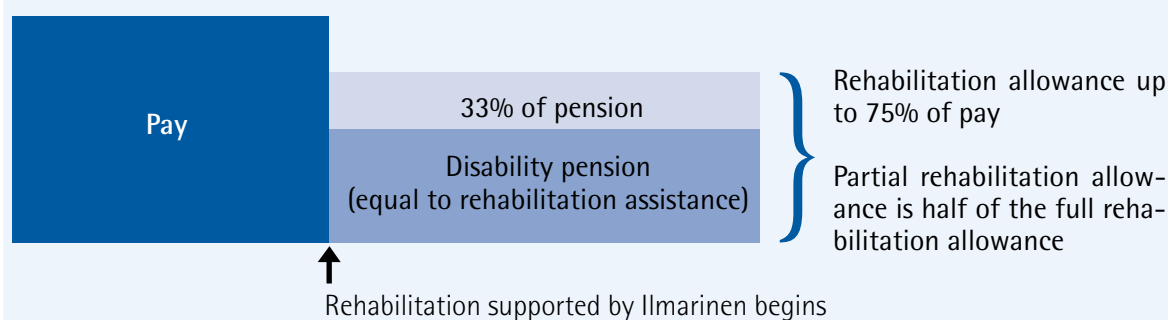 Pay
33% of pension
Disability pension
(equal to rehabilitation assistance)
Rehabilitation allowance up
to 75% of pay
Partial rehabilitation allow-
ance is half of the full reha-
bilitation allowance
Rehabilitation supported by Ilmarinen begins